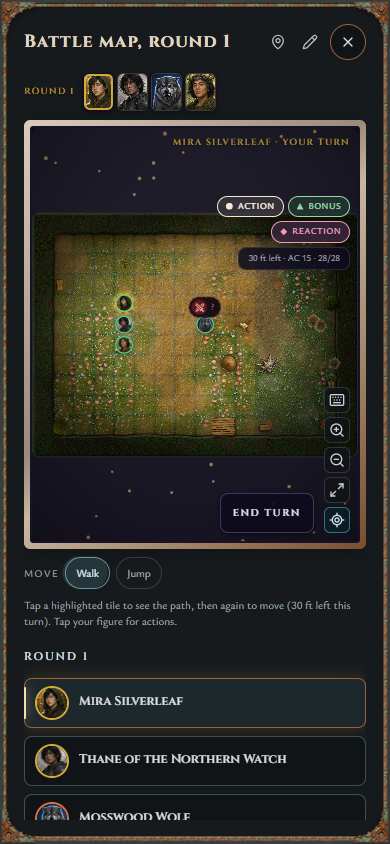 Battle map, round 1
ROUND 1
MIRA SILVERLEAF · YOUR TURN
ACTION
BONUS
REACTION
30 ft left · AC 15 · 28/28
?
END TURN
MOVE Walk Jump
Tap a highlighted tile to see the path, then again to move (30 ft left this
turn). Tap your figure for actions.
ROUND 1
Mira Silverleaf
Thane of the Northern Watch
Mosswood Wolf